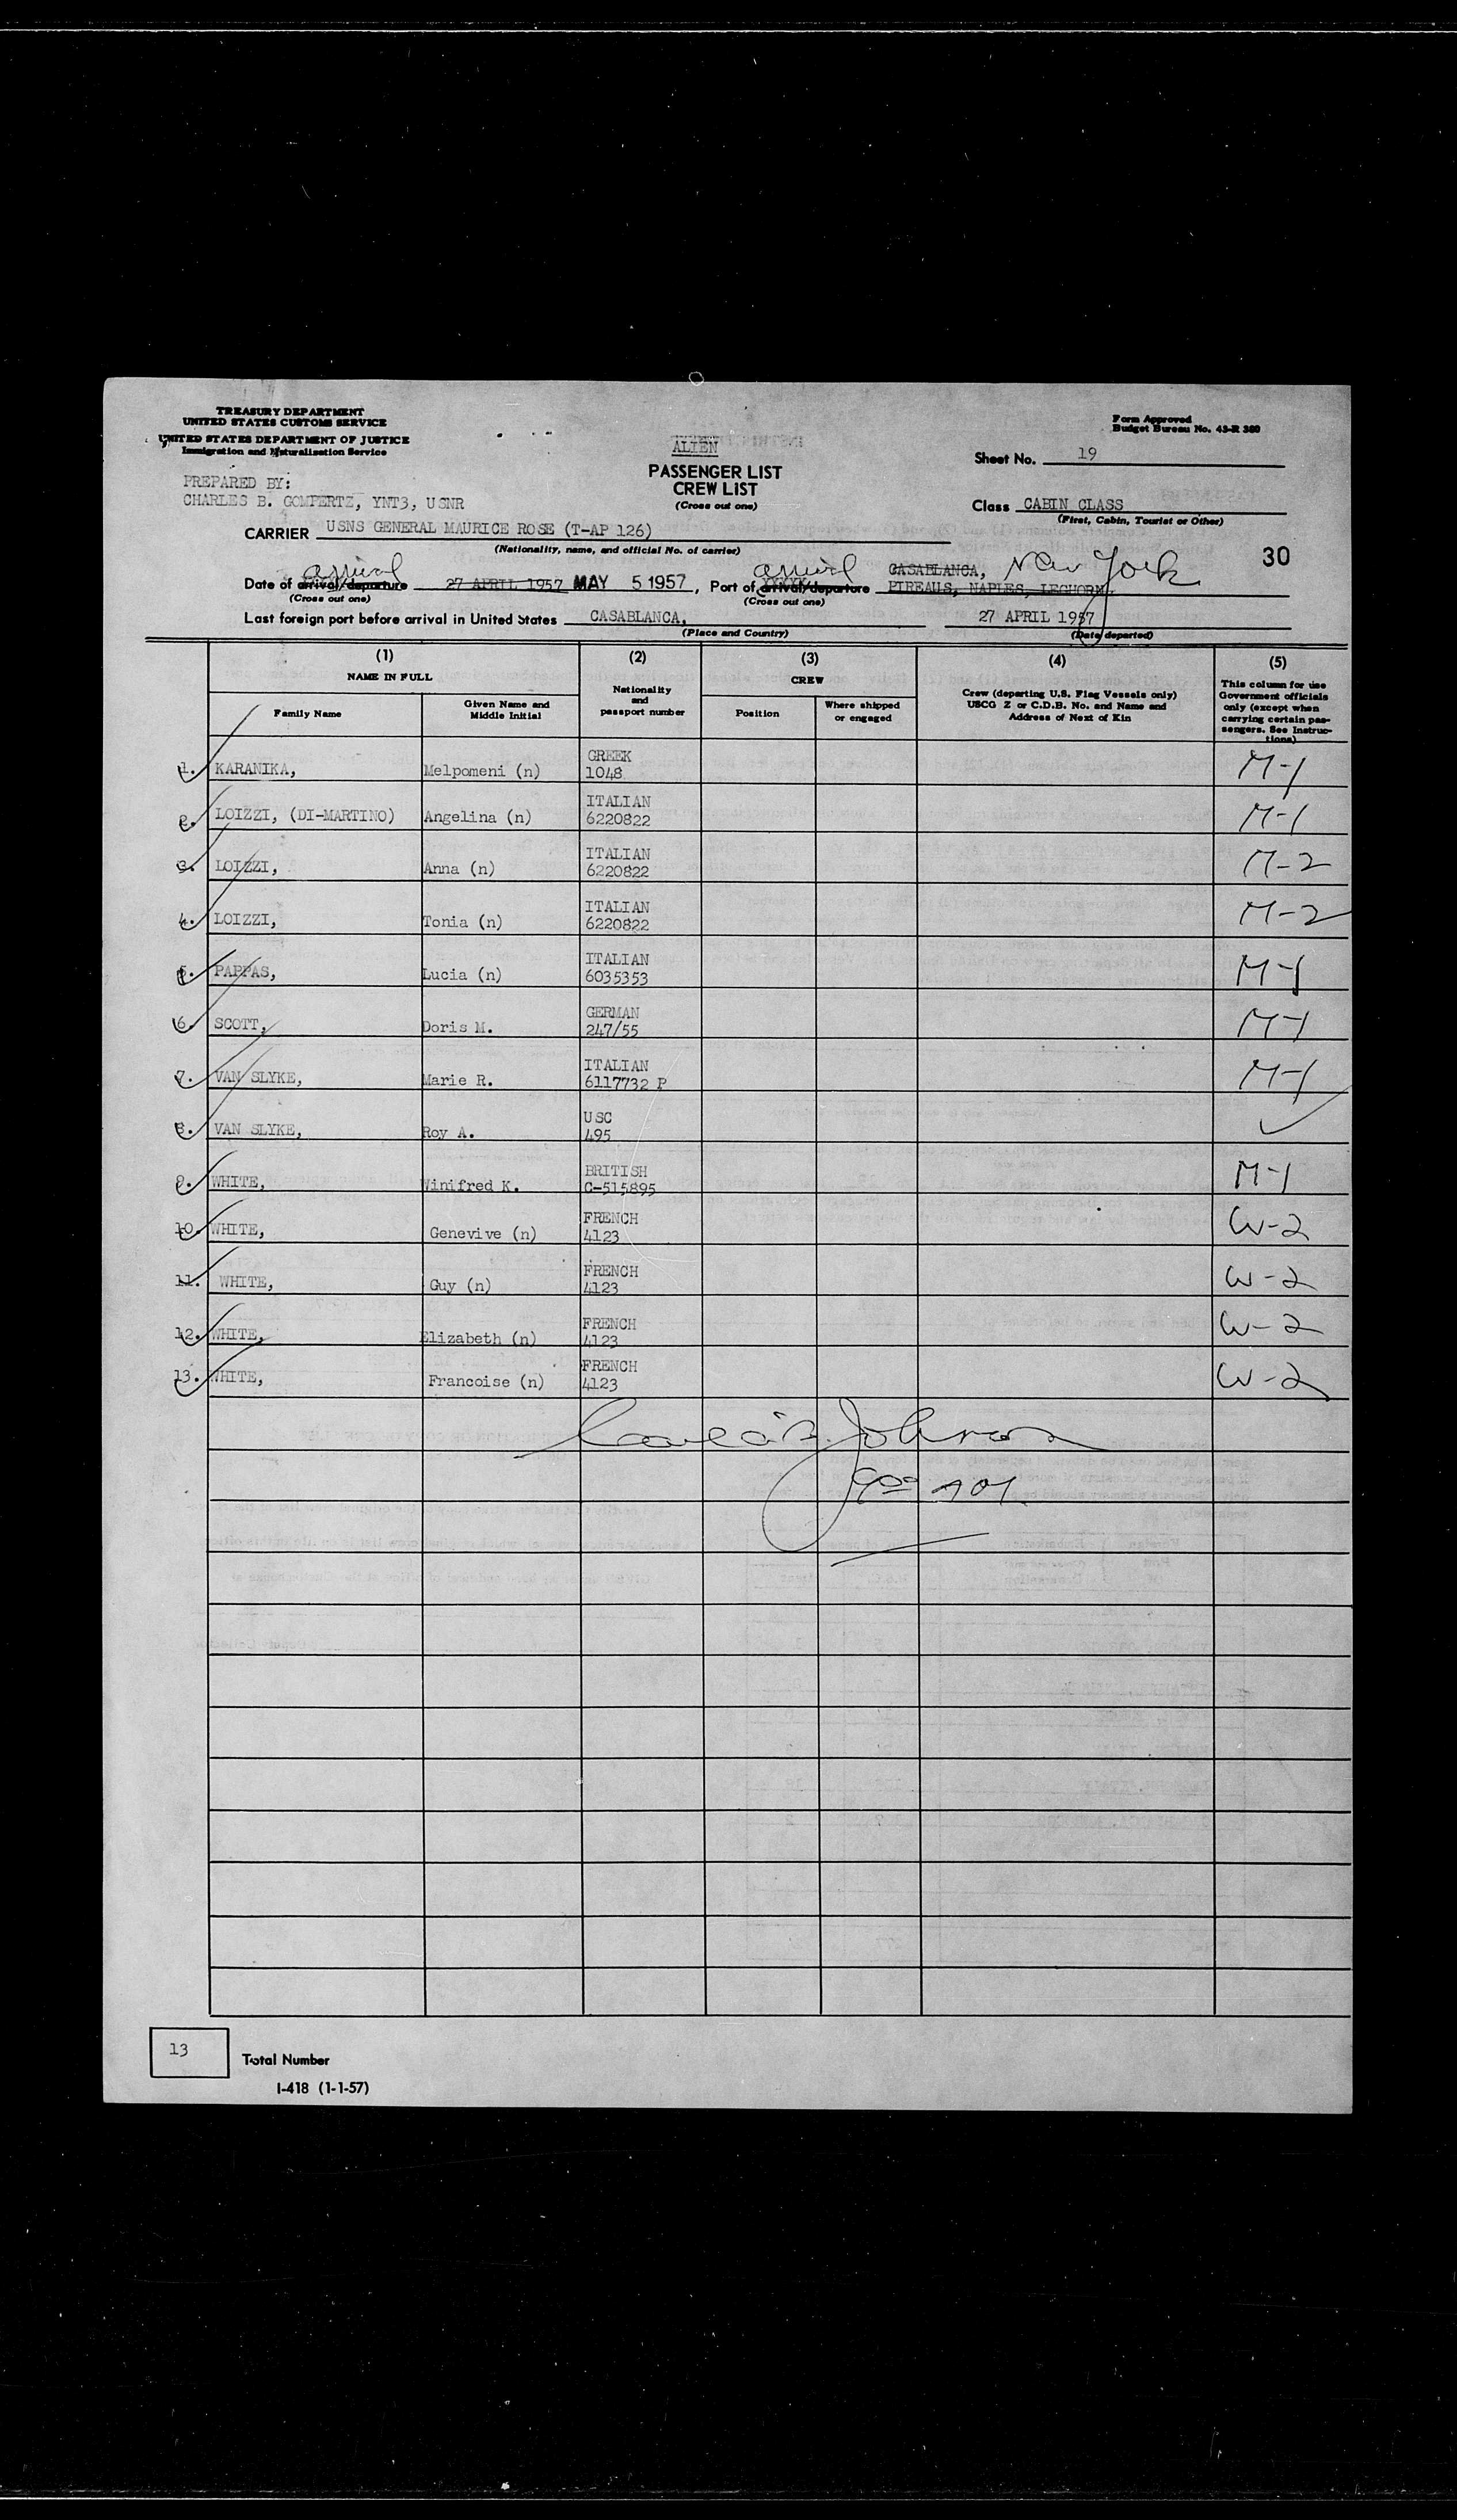 TREASURY DEPARTMENT
UNITED STATES CUSTOMS SERVICE
UNITED STATES DEPARTMENT OF JUSTICE
Immigration and Naturalization Service
Form Approved
Budget Bureau No. 43-R 380
ALIEN
PASSENGER LIST
CREW LIST
(Cross out one)
Sheet No. 19
PREPARED BY:
CHARLES B. GOMPERTZ, YNT3, USNR
Class CABIN CLASS
(First, Cabin, Tourist or Other)
CARRIER USNS GENERAL MAURICE ROSE (T-AP 126)
(Nationality, name, and official No. of carrier)
30
arrival arrival CASABLANCA, New York
Date of arrival/departure 27 APRIL 1957 MAY 5 1957, Port of arrival/departure PIREAUS, NAPLES, LEGHORN,
(Cross out one) (Cross out one)
Last foreign port before arrival in United States CASABLANCA, 27 APRIL 1957
(Place and Country) (Date departed)
(1) (2) (3) (4) (5)
NAME IN FULL
Family Name
Given Name and Middle Initial
Nationality and passport number
CREW
Position
Where shipped or engaged
Crew (departing U.S. Flag Vessels only)
USCG Z or C.D.B. No. and Name and
Address of Next of Kin
This column for use
Government officials
only (except when
carrying certain pas-
sengers. See Instruc-
tions)
1. KARANIKA, Melpomeni (n) GREEK 1048 M-1
2. LOIZZI, (DI-MARTINO) Angelina (n) ITALIAN 6220822 M-1
3. LOIZZI, Anna (n) ITALIAN 6220822 M-2
4. LOIZZI, Tonia (n) ITALIAN 6220822 M-2
5. PAPPAS, Lucia (n) ITALIAN 6035353 M-1
6. SCOTT, Doris M. GERMAN 247/55 M-1
7. VAN SLYKE, Marie R. ITALIAN 6117732 P M-1
8. VAN SLYKE, Roy A. USC 495
9. WHITE, Winifred K. BRITISH C-515895 M-1
10. WHITE, Genevive (n) FRENCH 4123 W-2
11. WHITE, Guy (n) FRENCH 4123 W-2
12. WHITE, Elizabeth (n) FRENCH 4123 W-2
13. WHITE, Francoise (n) FRENCH 4123 W-2
Johnson
13
Total Number
I-418 (1-1-57)